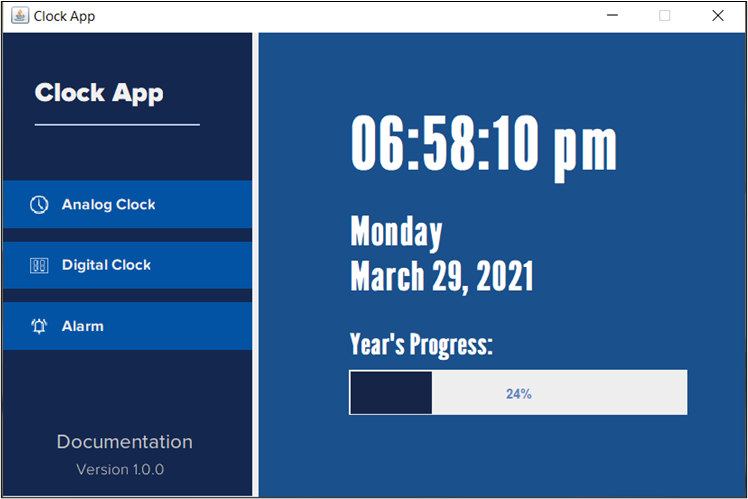 Clock App
Clock App
Analog Clock
Digital Clock
Alarm
Documentation
Version 1.0.0
06:58:10 pm
Monday
March 29, 2021
Year's Progress:
24%